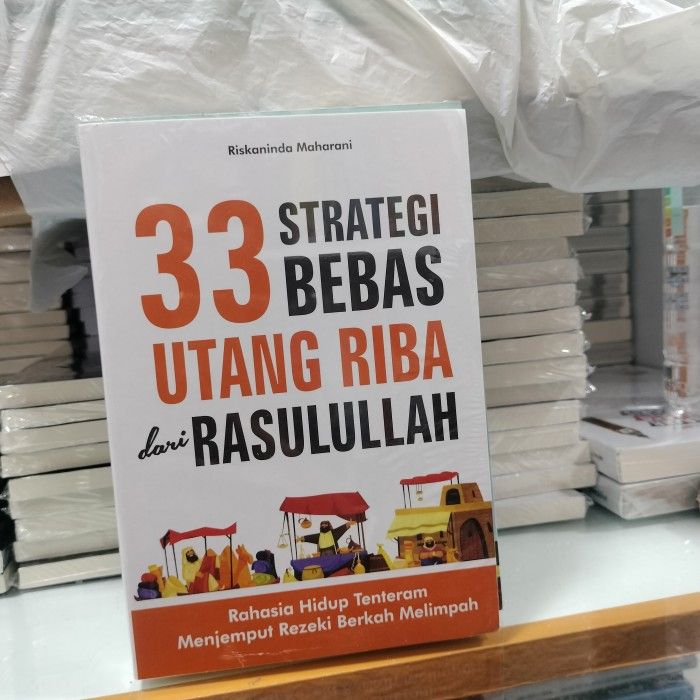 Riskaninda Maharani
33 STRATEGI
BEBAS
UTANG RIBA
dari RASULULLAH
Rahasia Hidup Tenteram
Menjemput Rezeki Berkah Melimpah